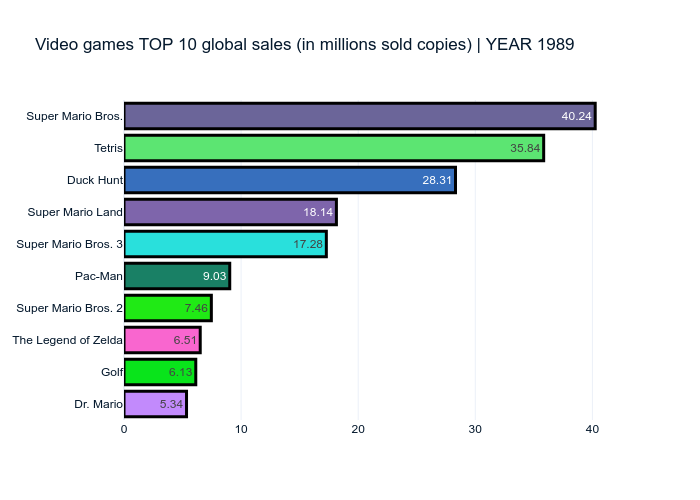 Video games TOP 10 global sales (in millions sold copies) | YEAR 1989
Super Mario Bros. 40.24
Tetris 35.84
Duck Hunt 28.31
Super Mario Land 18.14
Super Mario Bros. 3 17.28
Pac-Man 9.03
Super Mario Bros. 2 7.46
The Legend of Zelda 6.51
Golf 6.13
Dr. Mario 5.34
0 10 20 30 40